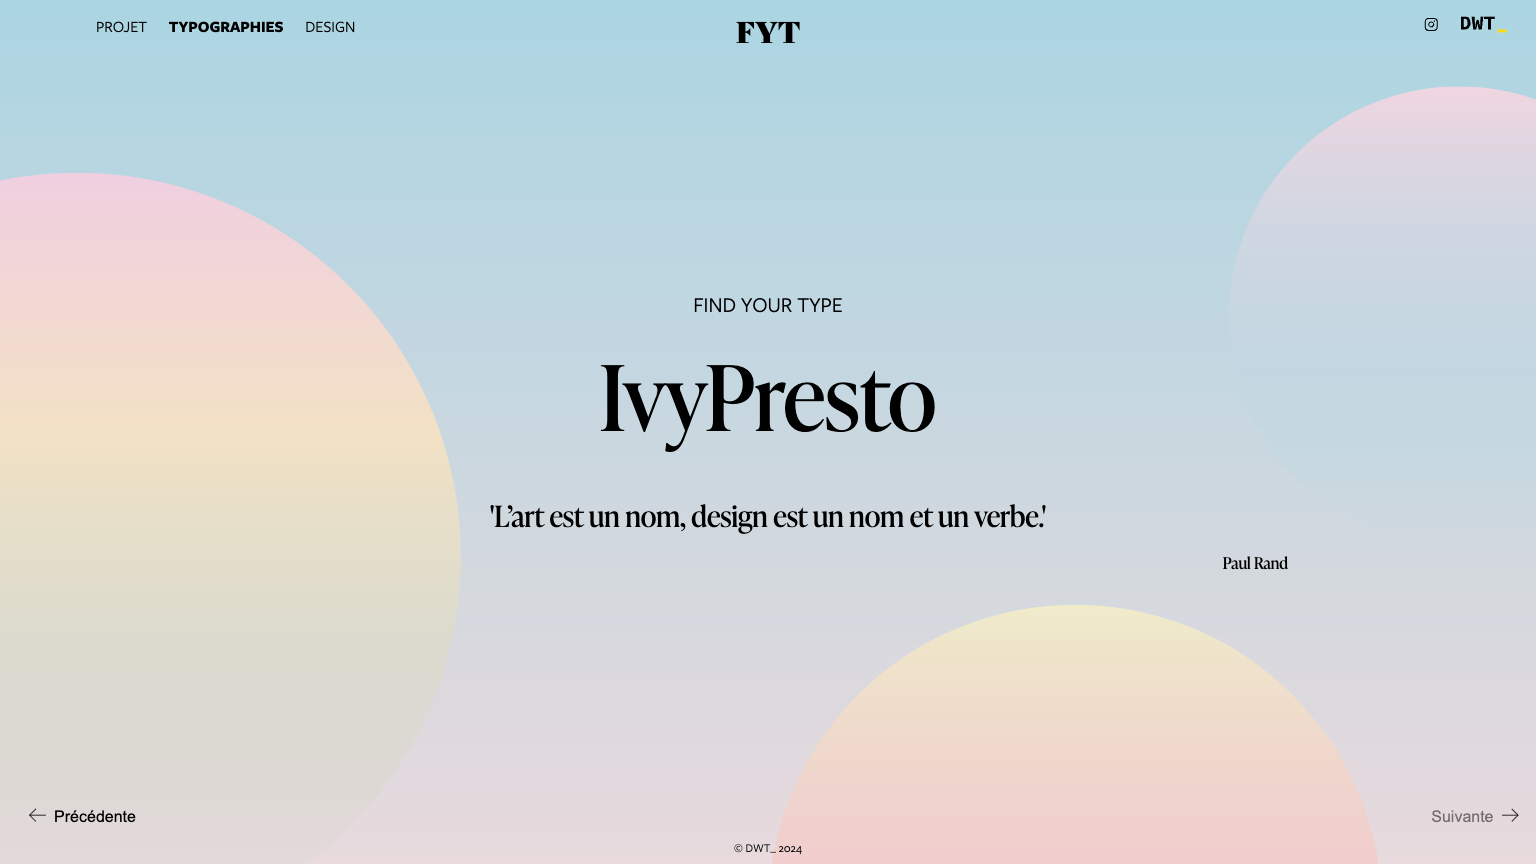 PROJET TYPOGRAPHIES DESIGN FYT DWT_
FIND YOUR TYPE
IvyPresto
'L’art est un nom, design est un nom et un verbe.'
Paul Rand
Précédente
Suivante
© DWT_ 2024